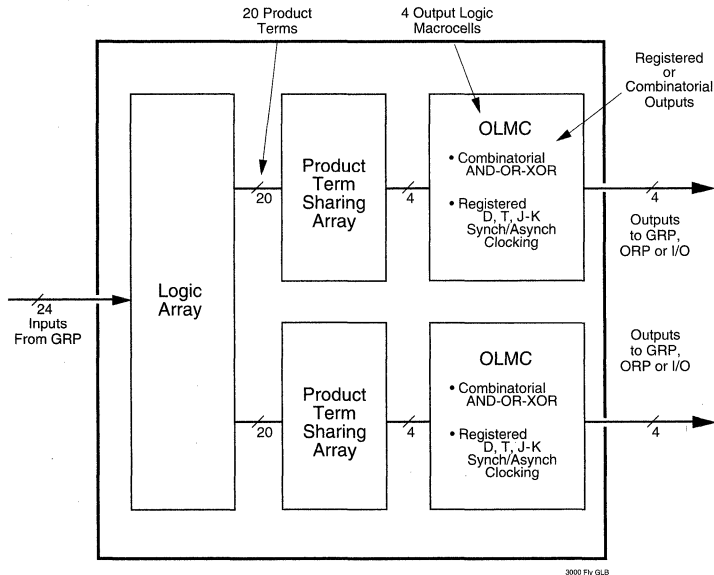 20 Product
Terms
4 Output Logic
Macrocells
Registered
or
Combinatorial
Outputs
OLMC
• Combinatorial
AND-OR-XOR
• Registered
D, T, J-K
Synch/Asynch
Clocking
Product
Term
Sharing
Array
20
4
4
Outputs
to GRP,
ORP or I/O
Logic
Array
24
Inputs
From GRP
OLMC
• Combinatorial
AND-OR-XOR
• Registered
D, T, J-K
Synch/Asynch
Clocking
Product
Term
Sharing
Array
20
4
4
Outputs
to GRP,
ORP or I/O
3000 Fly GLB